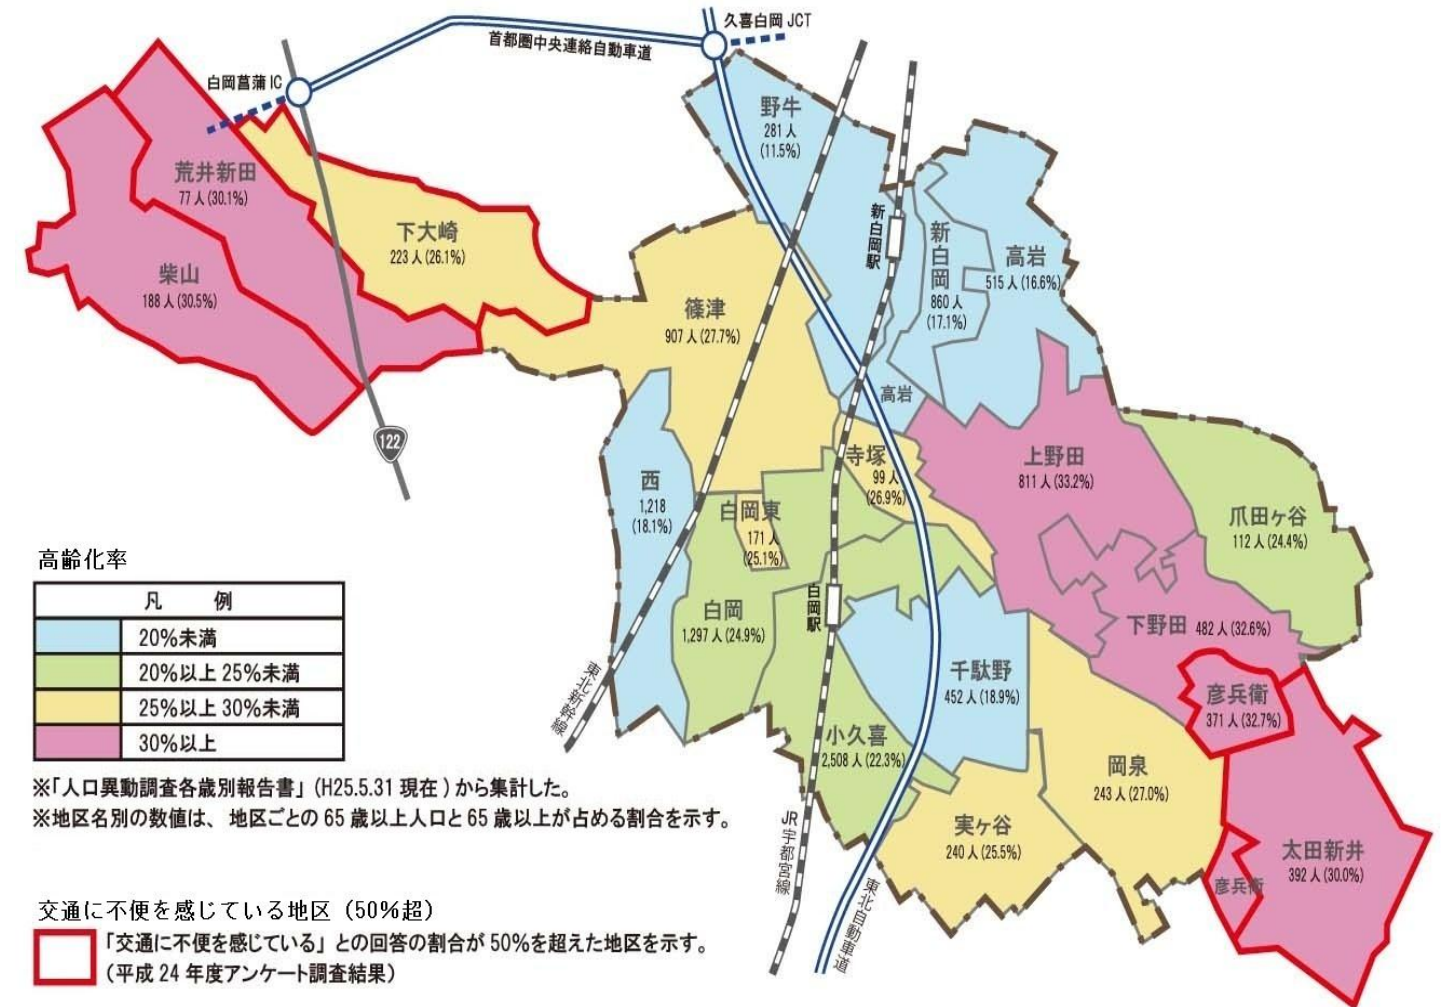 久喜白岡 JCT
首都圏中央連絡自動車道
白岡菖蒲 IC
野牛
281 人
(11.5%)
荒井新田
77 人 (30.1%)
下大崎
223 人 (26.1%)
柴山
188 人 (30.5%)
新白岡駅
新白岡
860 人
(17.1%)
高岩
515 人 (16.6%)
篠津
907 人 (27.7%)
高岩
122
西
1,218
(18.1%)
寺塚
99 人
(26.9%)
上野田
811 人 (33.2%)
爪田ヶ谷
112 人 (24.4%)
白岡東
171 人
(25.1%)
白岡
1,297 人 (24.9%)
白岡駅
下野田 482 人 (32.6%)
千駄野
452 人 (18.9%)
彦兵衛
371 人 (32.7%)
東北新幹線
小久喜
2,508 人 (22.3%)
岡泉
243 人 (27.0%)
実ヶ谷
240 人 (25.5%)
太田新井
392 人 (30.0%)
彦兵衛
JR宇都宮線
東北自動車道
高齢化率
凡　例
20%未満
20%以上 25%未満
25%以上 30%未満
30%以上
※「人口異動調査各歳別報告書」(H25.5.31 現在 ) から集計した。
※地区名別の数値は、地区ごとの 65 歳以上人口と 65 歳以上が占める割合を示す。
交通に不便を感じている地区（50%超）
「交通に不便を感じている」との回答の割合が 50%を超えた地区を示す。
（平成 24 年度アンケート調査結果）